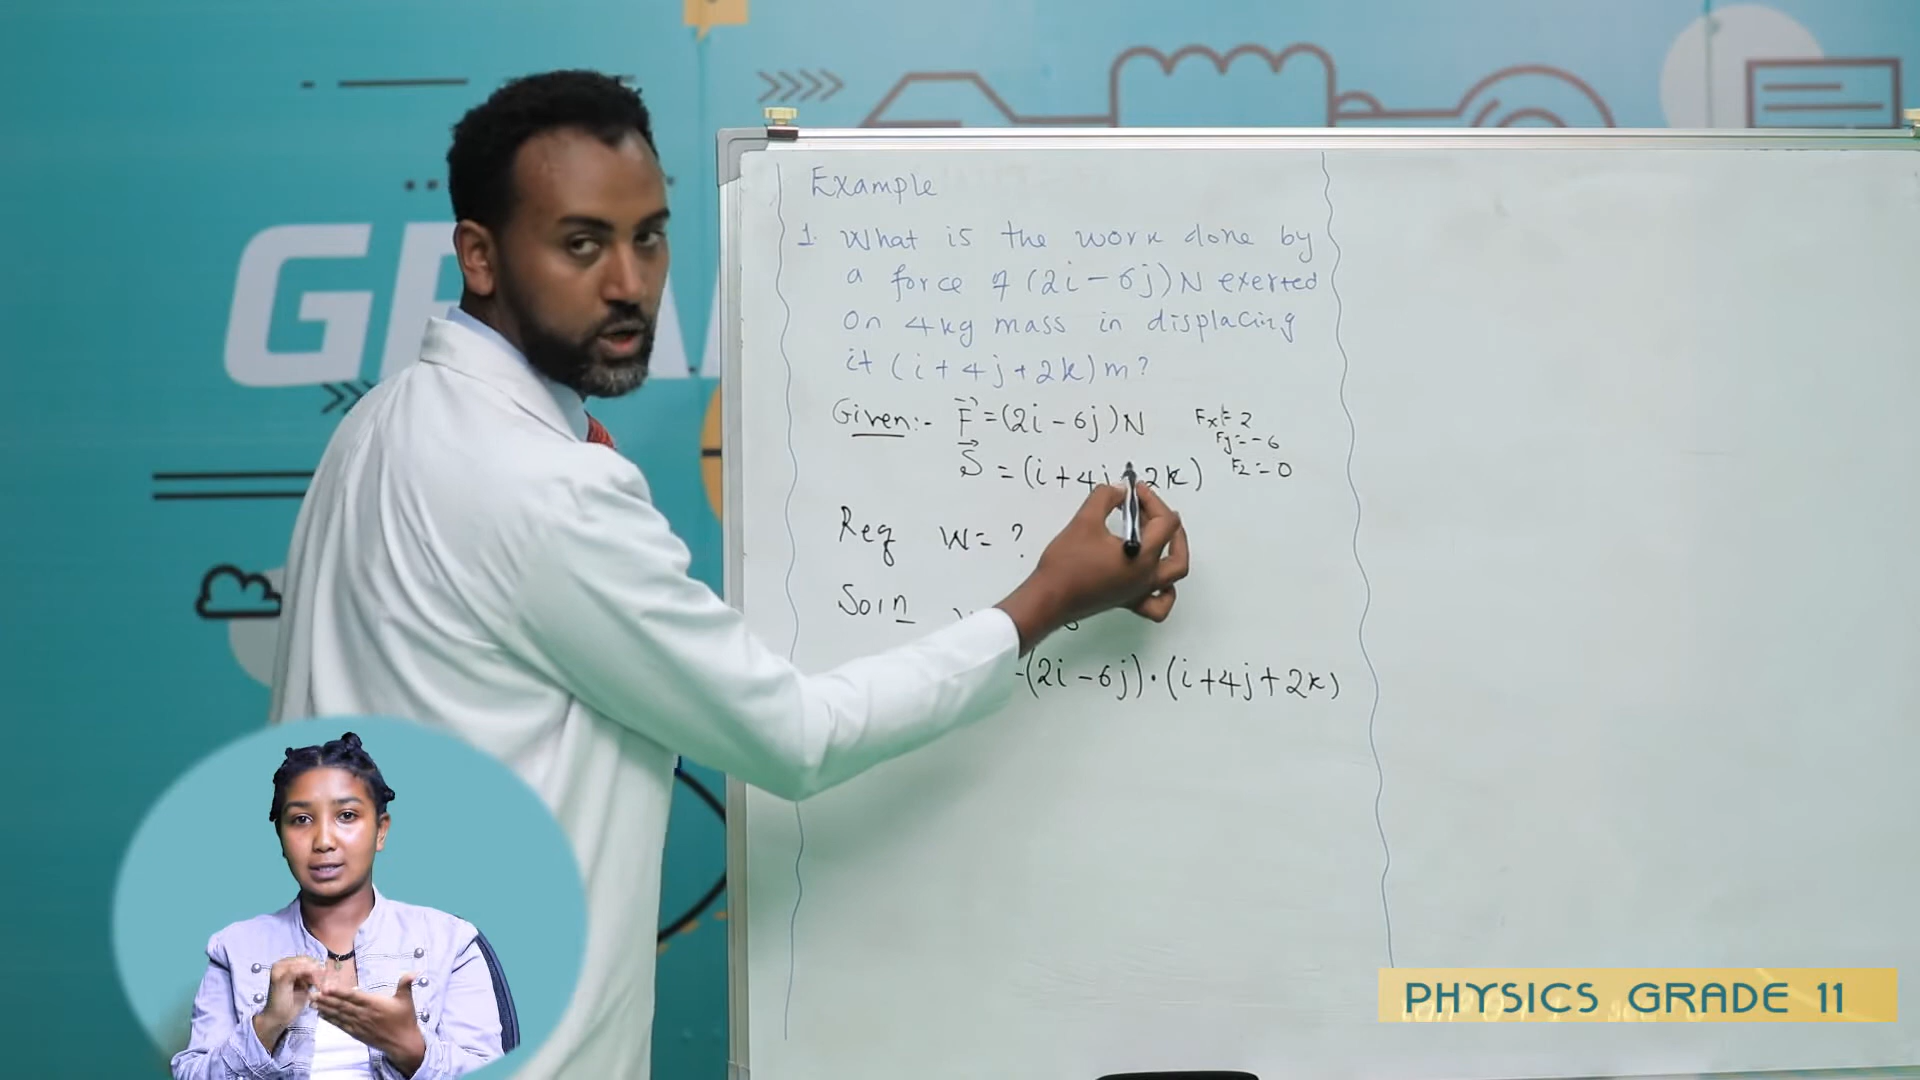 Example
1. What is the work done by
a force of (2i - 6j) N exerted
on 4kg mass in displacing
it (i + 4j + 2k) m?
Given:- F = (2i - 6j) N
Fx = 2
Fy = -6
S = (i + 4j + 2k)
Fz = 0
Req W = ?
Soln
=(2i - 6j) · (i + 4j + 2k)
PHYSICS GRADE 11